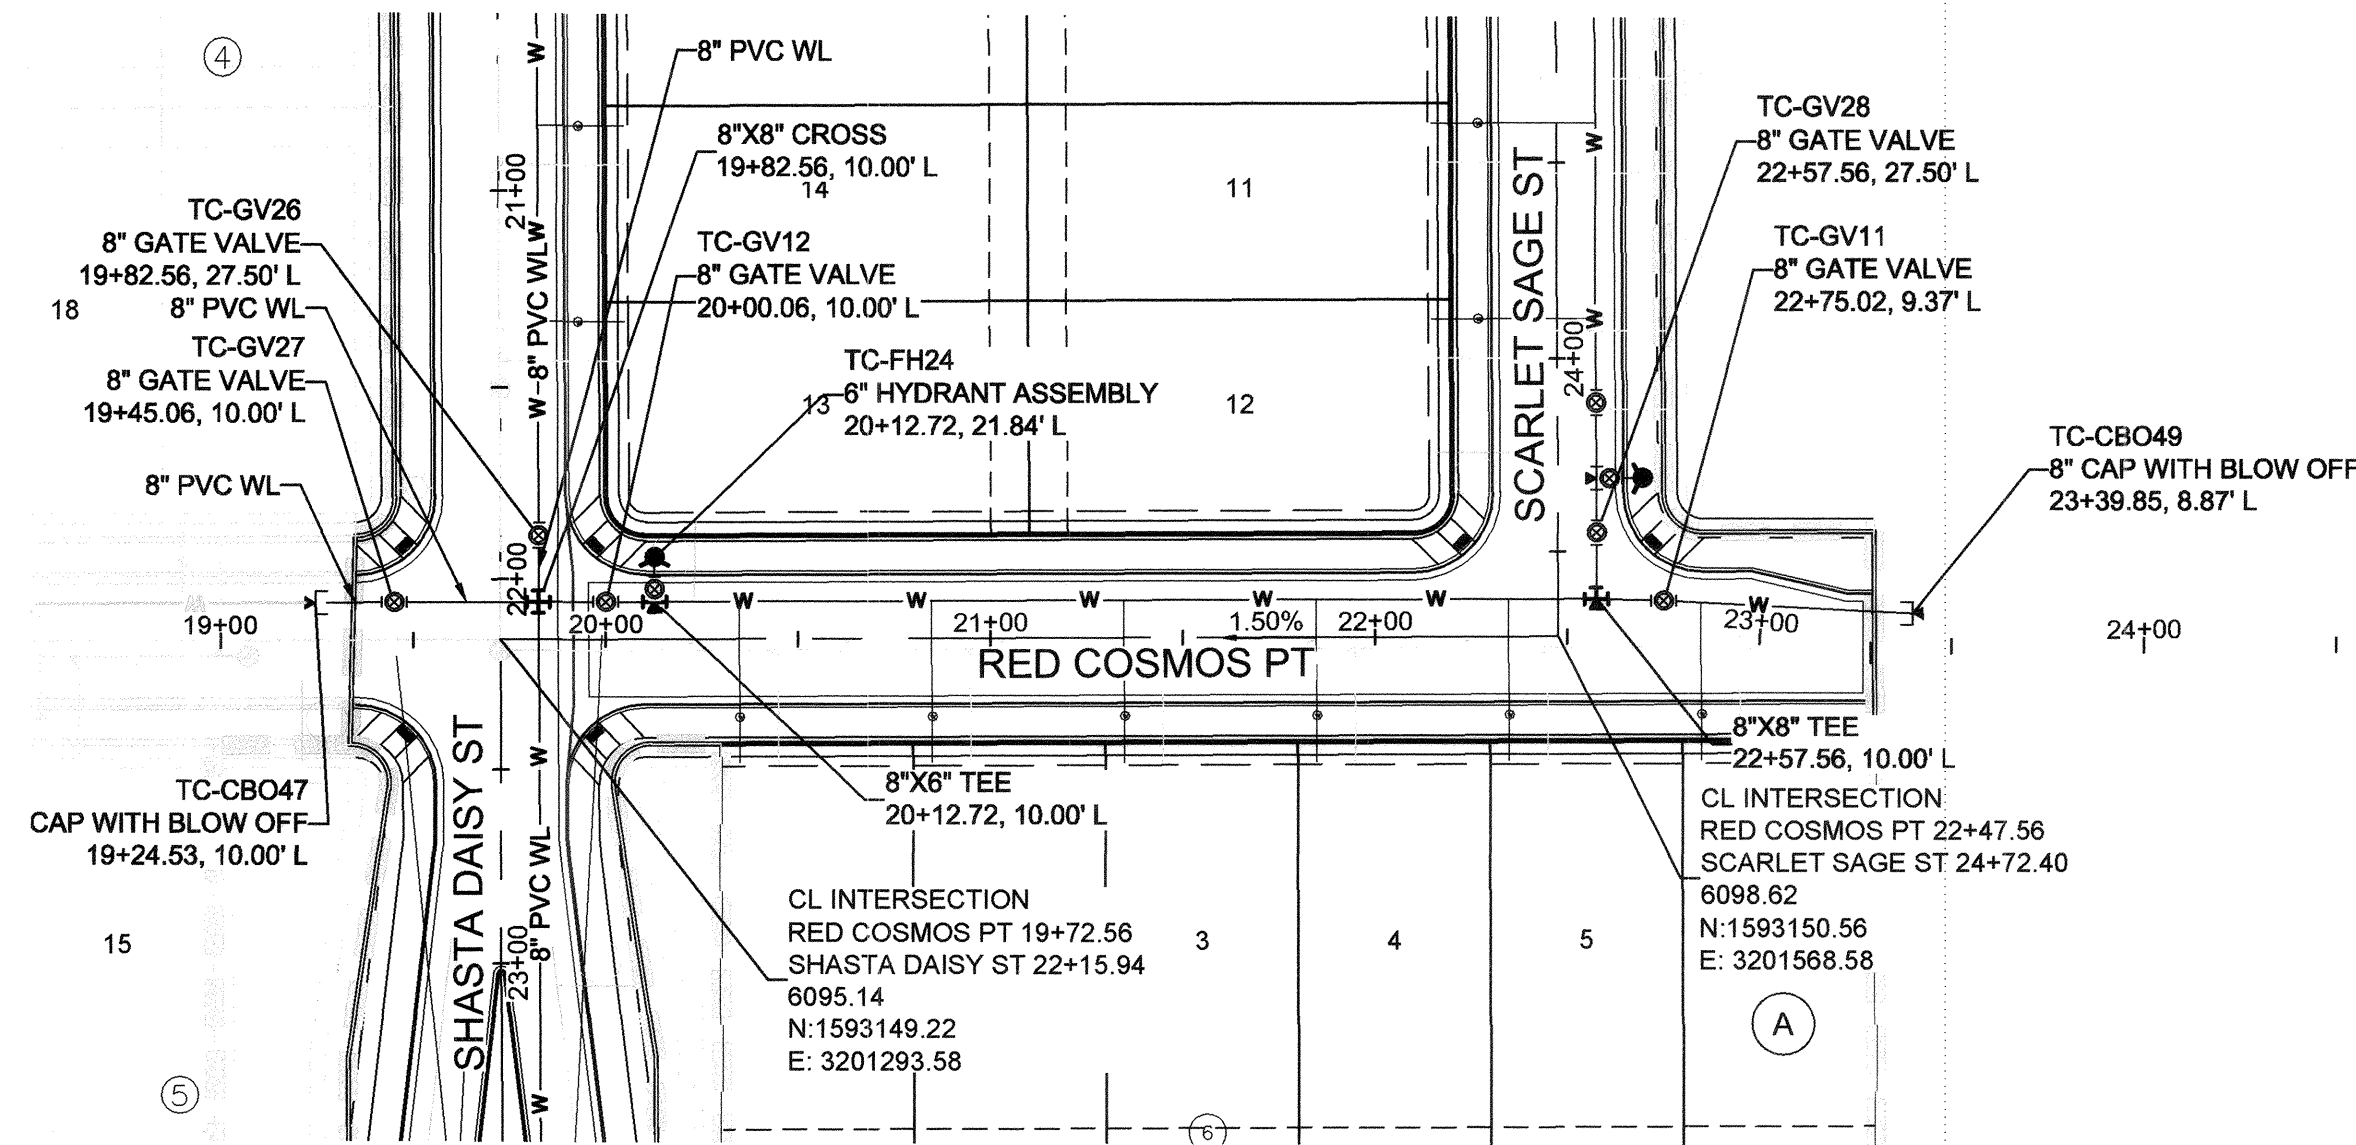 4
8" PVC WL
8"X8" CROSS
19+82.56, 10.00' L
14
11
TC-GV28
8" GATE VALVE
22+57.56, 27.50' L
TC-GV26
8" GATE VALVE
19+82.56, 27.50' L
8" PVC WL
18
TC-GV27
8" GATE VALVE
19+45.06, 10.00' L
8" PVC WL
TC-GV12
8" GATE VALVE
20+00.06, 10.00' L
TC-GV11
8" GATE VALVE
22+75.02, 9.37' L
TC-FH24
6" HYDRANT ASSEMBLY
20+12.72, 21.84' L
13
12
TC-CBO49
8" CAP WITH BLOW OFF
23+39.85, 8.87' L
W
21+00
W
8" PVC WL
W
22+00
W
8" PVC WL
23+00
W
SHASTA DAISY ST
SCARLET SAGE ST
24+00
W
W
W
W
W
W
W
W
19+00
20+00
21+00
1.50%
22+00
23+00
24+00
RED COSMOS PT
8"X8" TEE
22+57.56, 10.00' L
TC-CBO47
CAP WITH BLOW OFF
19+24.53, 10.00' L
8"X6" TEE
20+12.72, 10.00' L
CL INTERSECTION
RED COSMOS PT 22+47.56
SCARLET SAGE ST 24+72.40
6098.62
N:1593150.56
E: 3201568.58
CL INTERSECTION
RED COSMOS PT 19+72.56
SHASTA DAISY ST 22+15.94
6095.14
N:1593149.22
E: 3201293.58
15
3
4
5
A
5
6